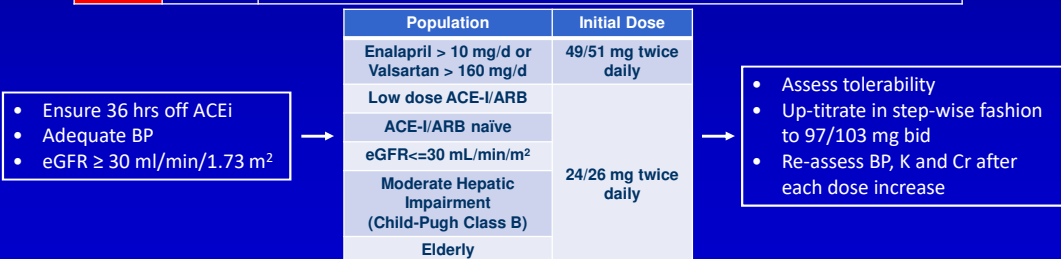 • Ensure 36 hrs off ACEi
• Adequate BP
• eGFR ≥ 30 ml/min/1.73 m²
Population Initial Dose
Enalapril > 10 mg/d or
Valsartan > 160 mg/d
49/51 mg twice
daily
Low dose ACE-I/ARB
ACE-I/ARB naïve
eGFR<=30 mL/min/m²
Moderate Hepatic
Impairment
(Child-Pugh Class B)
Elderly
24/26 mg twice
daily
• Assess tolerability
• Up-titrate in step-wise fashion
to 97/103 mg bid
• Re-assess BP, K and Cr after
each dose increase